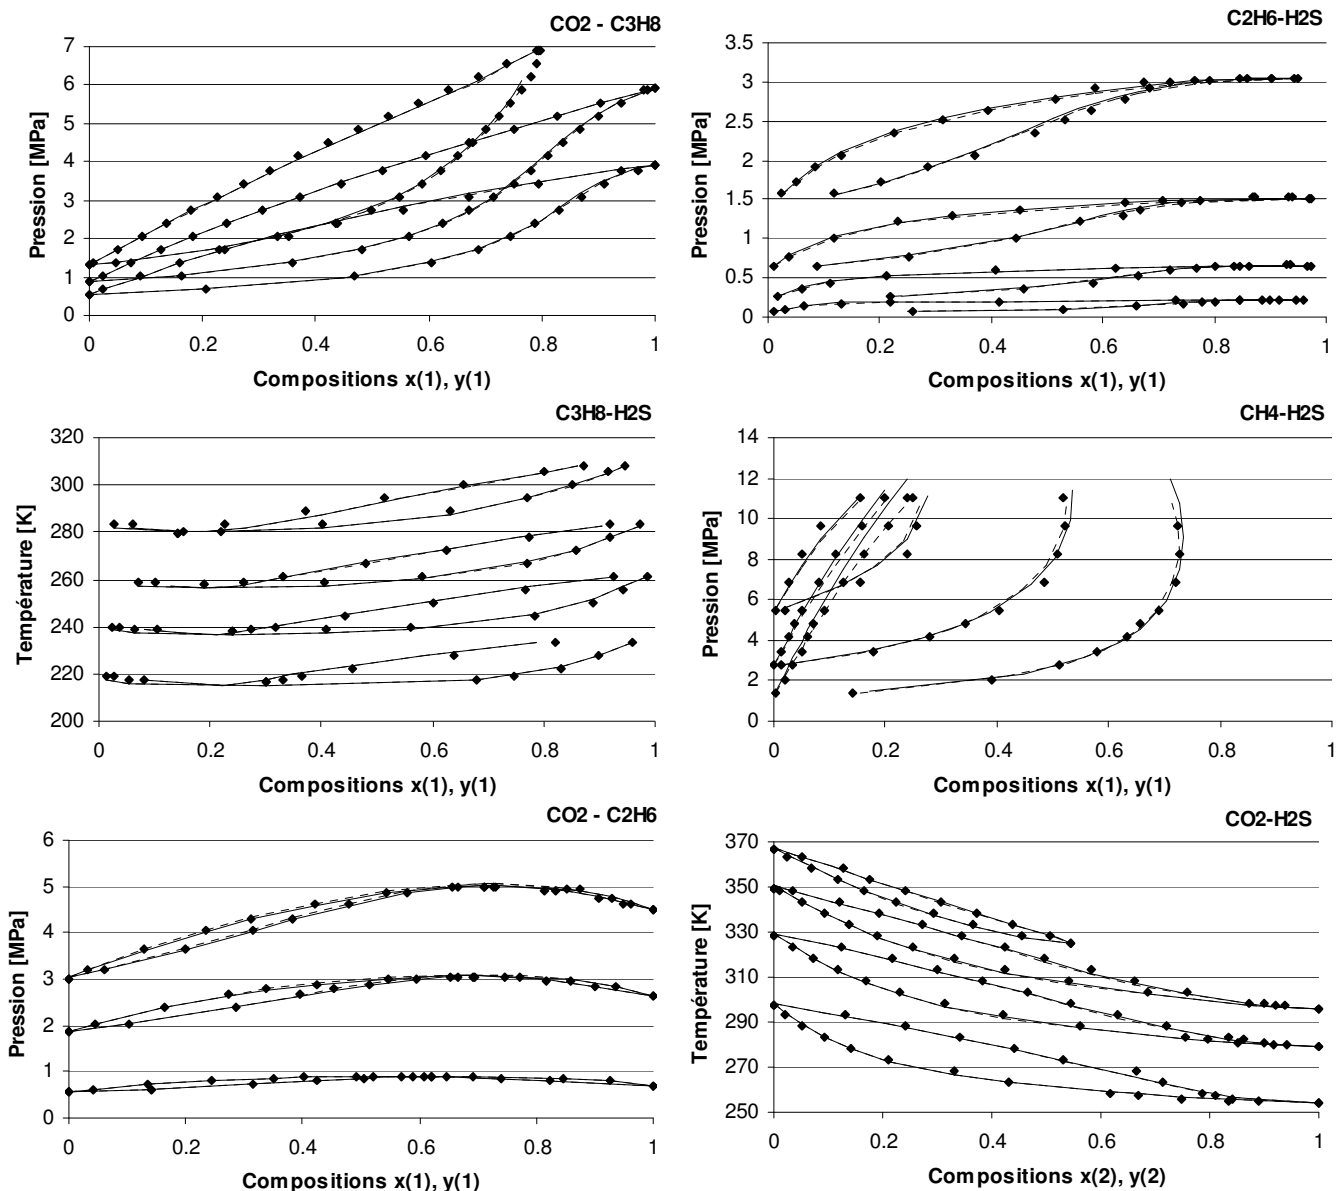 CO2 - C3H8
7
6
5
4
3
2
1
0
Pression [MPa]
0 0.2 0.4 0.6 0.8 1
Compositions x(1), y(1)
C2H6-H2S
3.5
3
2.5
2
1.5
1
0.5
0
Pression [MPa]
0 0.2 0.4 0.6 0.8 1
Compositions x(1), y(1)
C3H8-H2S
320
300
280
260
240
220
200
Température [K]
0 0.2 0.4 0.6 0.8 1
Compositions x(1), y(1)
CH4-H2S
14
12
10
8
6
4
2
0
Pression [MPa]
0 0.2 0.4 0.6 0.8 1
Compositions x(1), y(1)
CO2 - C2H6
6
5
4
3
2
1
0
Pression [MPa]
0 0.2 0.4 0.6 0.8 1
Compositions x(1), y(1)
CO2-H2S
370
350
330
310
290
270
250
Température [K]
0 0.2 0.4 0.6 0.8 1
Compositions x(2), y(2)